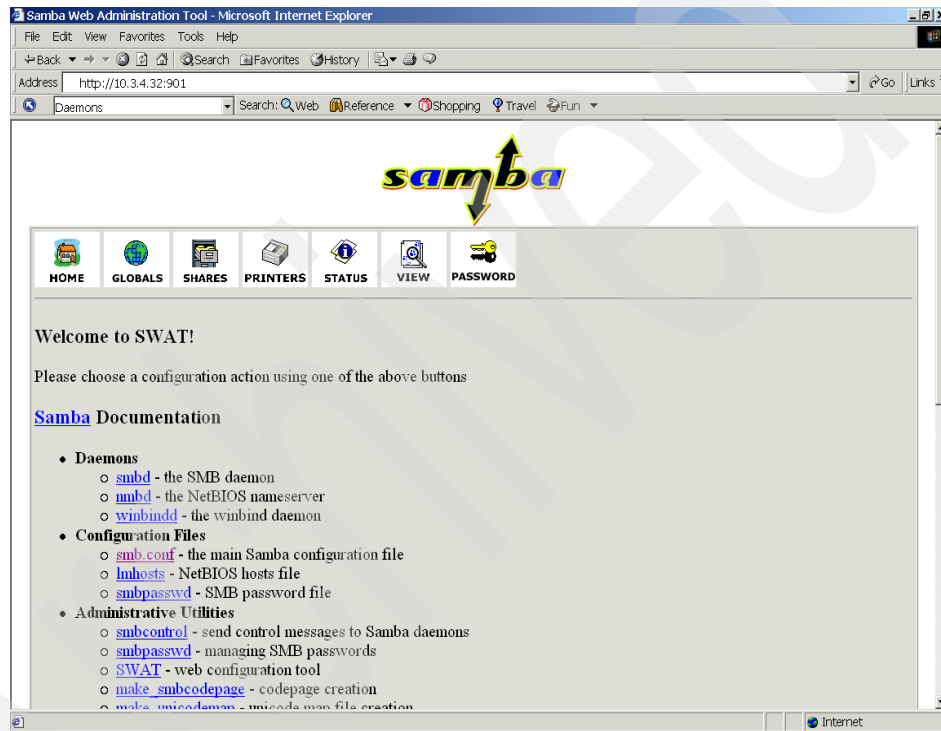 Samba Web Administration Tool - Microsoft Internet Explorer
File Edit View Favorites Tools Help
Back Search Favorites History
Address http://10.3.4.32:901 Go Links
Daemons Search: Web Reference Shopping Travel Fun
samba
HOME GLOBALS SHARES PRINTERS STATUS VIEW PASSWORD
Welcome to SWAT!
Please choose a configuration action using one of the above buttons
Samba Documentation
Daemons
smbd - the SMB daemon
nmbd - the NetBIOS nameserver
winbindd - the winbind daemon
Configuration Files
smb.conf - the main Samba configuration file
lmhosts - NetBIOS hosts file
smbpasswd - SMB password file
Administrative Utilities
smbcontrol - send control messages to Samba daemons
smbpasswd - managing SMB passwords
SWAT - web configuration tool
make_smbcodepage - codepage creation
make_unicodemap - unicode map file creation
Internet